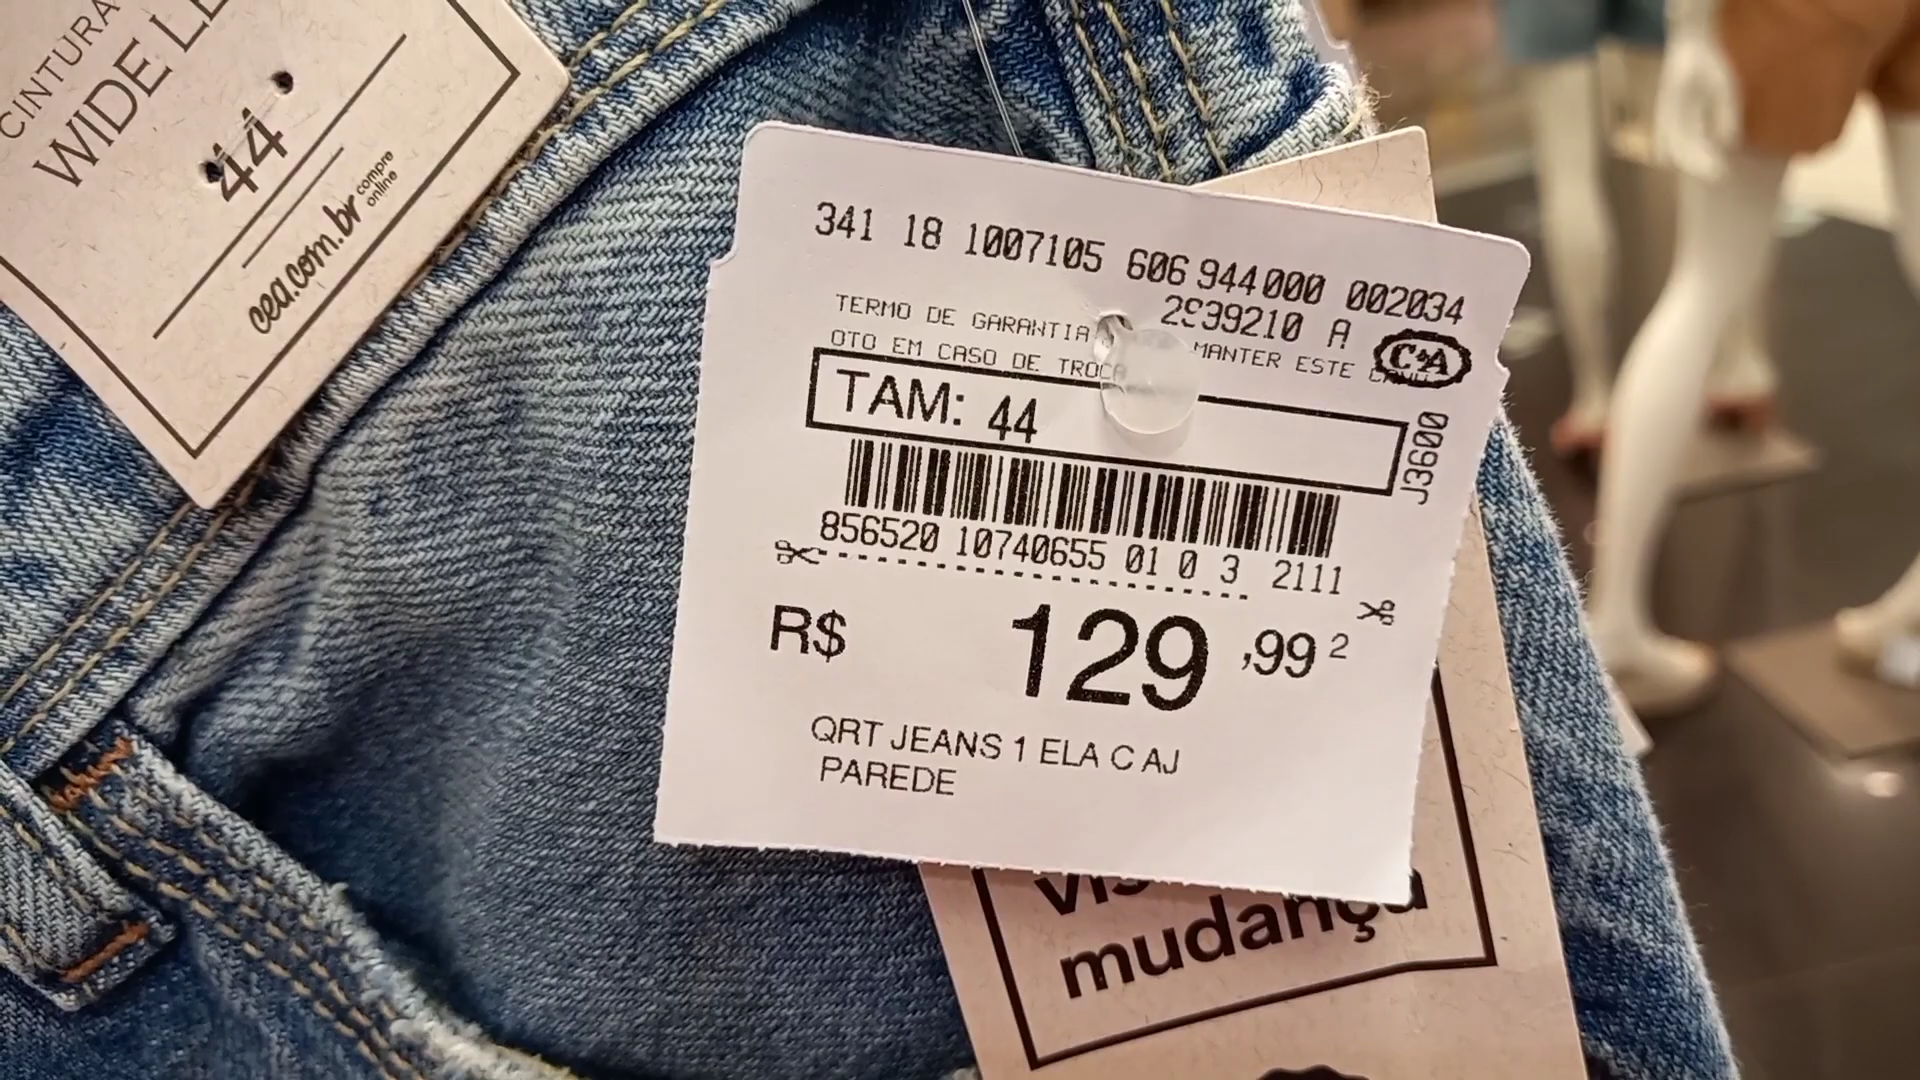 CINTURA
WIDE LE
44
cea.com.br compre
online
341 18 1007105 606 944000 002034
2939210 A
TERMO DE GARANTIA MANTER ESTE
OTO EM CASO DE TROCA
C&A
TAM: 44
J3600
856520 10740655 01 0 3 2111
R$ 129,99 2
QRT JEANS 1 ELA C AJ
PAREDE
vis
mudança